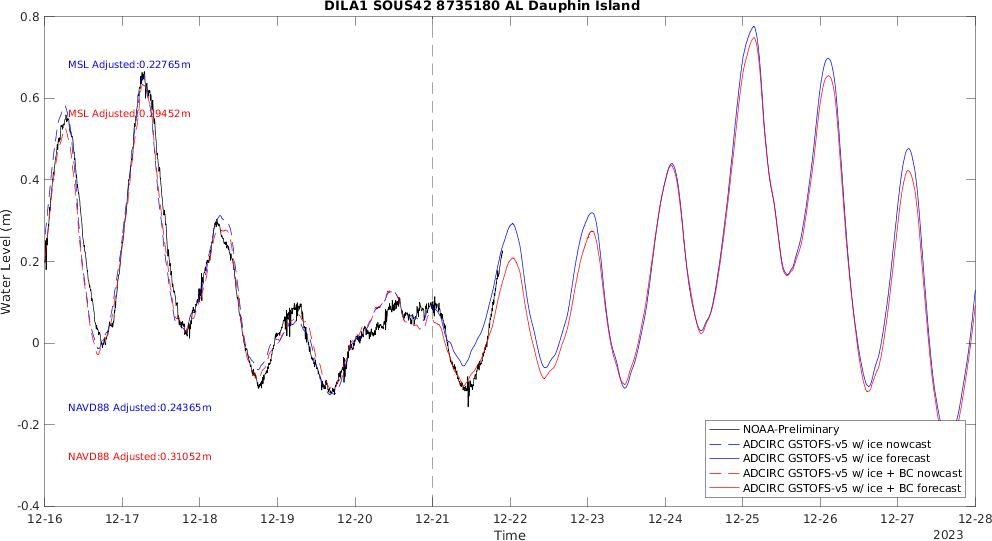 DILA1 SOUS42 8735180 AL Dauphin Island
0.8
0.6
0.4
0.2
0
-0.2
-0.4
Water Level (m)
MSL Adjusted:0.22765m
MSL Adjusted:0.29452m
NAVD88 Adjusted:0.24365m
NAVD88 Adjusted:0.31052m
NOAA-Preliminary
ADCIRC GSTOFS-v5 w/ ice nowcast
ADCIRC GSTOFS-v5 w/ ice forecast
ADCIRC GSTOFS-v5 w/ ice + BC nowcast
ADCIRC GSTOFS-v5 w/ ice + BC forecast
12-16 12-17 12-18 12-19 12-20 12-21 12-22 12-23 12-24 12-25 12-26 12-27 12-28
Time
2023